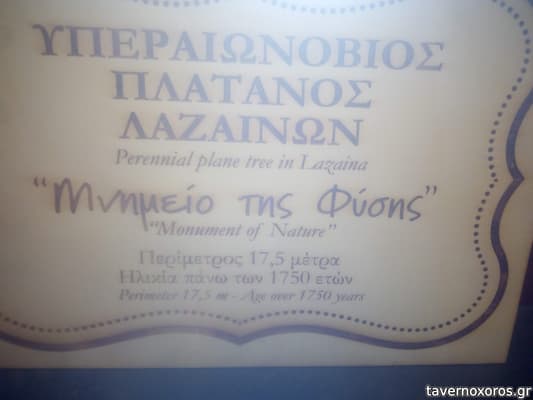 ΥΠΕΡΑΙΩΝΟΒΙΟΣ
ΠΛΑΤΑΝΟΣ
ΛΑΖΑΙΝΩΝ
Perennial plane tree in Lazaina
“Μνημείο της Φύσης”
“Monument of Nature”
Περίμετρος 17,5 μέτρα
Ηλικία πάνω των 1750 ετών
Perimeter 17,5 m - Age over 1750 years
tavernoxoros.gr